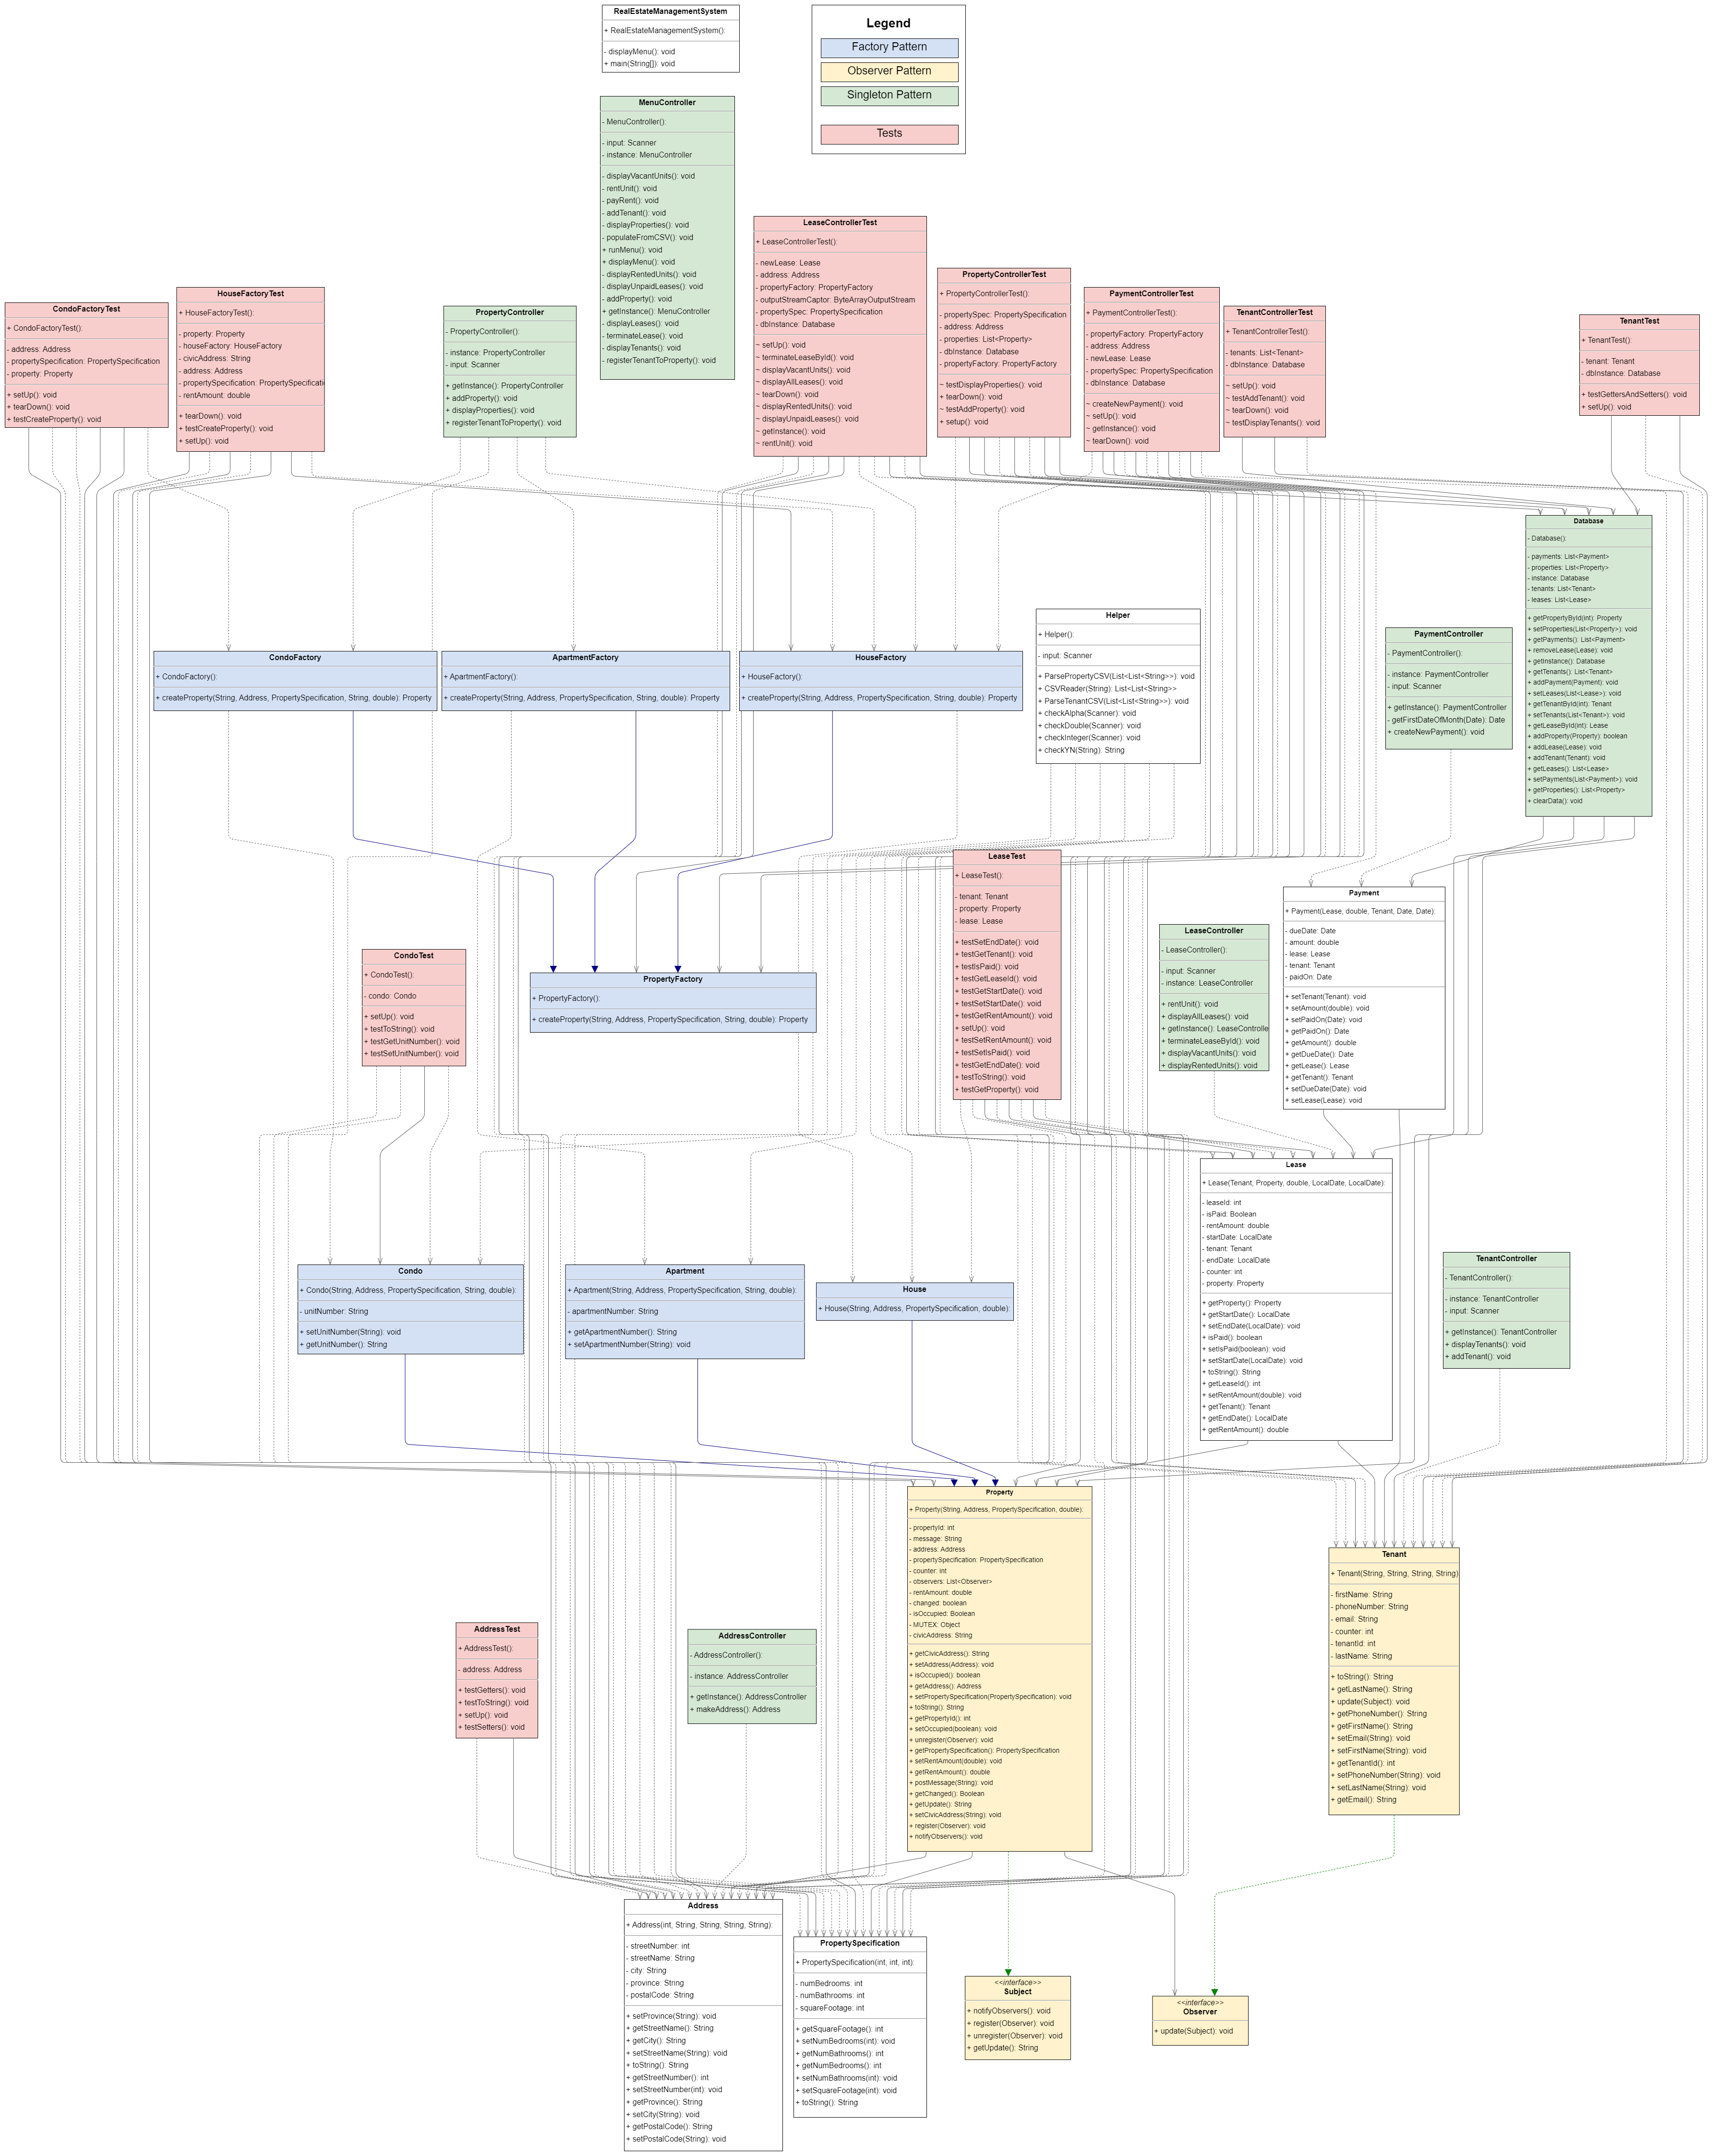 RealEstateManagementSystem
+ RealEstateManagementSystem():
- displayMenu(): void
+ main(String[]): void
Legend
Factory Pattern
Observer Pattern
Singleton Pattern
Tests
MenuController
- MenuController():
- input: Scanner
- instance: MenuController
- displayVacantUnits(): void
- rentUnit(): void
- payRent(): void
- addTenant(): void
- displayProperties(): void
- populateFromCSV(): void
+ runMenu(): void
+ displayMenu(): void
- displayRentedUnits(): void
- displayUnpaidLeases(): void
- addProperty(): void
+ getInstance(): MenuController
- displayLeases(): void
- terminateLease(): void
- displayTenants(): void
- registerTenantToProperty(): void
LeaseControllerTest
+ LeaseControllerTest():
- newLease: Lease
- address: Address
- propertyFactory: PropertyFactory
- outputStreamCaptor: ByteArrayOutputStream
- propertySpec: PropertySpecification
- dbInstance: Database
~ setUp(): void
~ terminateLeaseById(): void
~ displayVacantUnits(): void
~ displayAllLeases(): void
~ tearDown(): void
~ displayRentedUnits(): void
~ displayUnpaidLeases(): void
~ getInstance(): void
~ rentUnit(): void
PropertyControllerTest
+ PropertyControllerTest():
- propertySpec: PropertySpecification
- address: Address
- properties: List<Property>
- dbInstance: Database
- propertyFactory: PropertyFactory
~ testDisplayProperties(): void
+ tearDown(): void
~ testAddProperty(): void
+ setup(): void
PaymentControllerTest
+ PaymentControllerTest():
- propertyFactory: PropertyFactory
- address: Address
- newLease: Lease
- propertySpec: PropertySpecification
- dbInstance: Database
~ createNewPayment(): void
~ setUp(): void
~ getInstance(): void
~ tearDown(): void
TenantControllerTest
+ TenantControllerTest():
- tenants: List<Tenant>
- dbInstance: Database
~ setUp(): void
~ testAddTenant(): void
~ tearDown(): void
~ testDisplayTenants(): void
TenantTest
+ TenantTest():
- tenant: Tenant
- dbInstance: Database
+ testGettersAndSetters(): void
+ setUp(): void
CondoFactoryTest
+ CondoFactoryTest():
- address: Address
- propertySpecification: PropertySpecification
- property: Property
+ setUp(): void
+ tearDown(): void
+ testCreateProperty(): void
HouseFactoryTest
+ HouseFactoryTest():
- property: Property
- houseFactory: HouseFactory
- civicAddress: String
- address: Address
- propertySpecification: PropertySpecificati
- rentAmount: double
+ tearDown(): void
+ testCreateProperty(): void
+ setUp(): void
PropertyController
- PropertyController():
- instance: PropertyController
- input: Scanner
+ getInstance(): PropertyController
+ addProperty(): void
+ displayProperties(): void
+ registerTenantToProperty(): void
Database
- Database():
- payments: List<Payment>
- properties: List<Property>
- instance: Database
- tenants: List<Tenant>
- leases: List<Lease>
+ getPropertyById(int): Property
+ setProperties(List<Property>): void
+ getPayments(): List<Payment>
+ removeLease(Lease): void
+ getInstance(): Database
+ getTenants(): List<Tenant>
+ addPayment(Payment): void
+ setLeases(List<Lease>): void
+ getTenantById(int): Tenant
+ setTenants(List<Tenant>): void
+ getLeaseById(int): Lease
+ addProperty(Property): boolean
+ addLease(Lease): void
+ addTenant(Tenant): void
+ getLeases(): List<Lease>
+ setPayments(List<Payment>): void
+ getProperties(): List<Property>
+ clearData(): void
Helper
+ Helper():
- input: Scanner
+ ParsePropertyCSV(List<List<String>>): void
+ CSVReader(String): List<List<String>>
+ ParseTenantCSV(List<List<String>>): void
+ checkAlpha(Scanner): void
+ checkDouble(Scanner): void
+ checkInteger(Scanner): void
+ checkYN(String): String
PaymentController
- PaymentController():
- instance: PaymentController
- input: Scanner
+ getInstance(): PaymentController
- getFirstDateOfMonth(Date): Date
+ createNewPayment(): void
CondoFactory
+ CondoFactory():
+ createProperty(String, Address, PropertySpecification, String, double): Property
ApartmentFactory
+ ApartmentFactory():
+ createProperty(String, Address, PropertySpecification, String, double): Property
HouseFactory
+ HouseFactory():
+ createProperty(String, Address, PropertySpecification, String, double): Property
LeaseTest
+ LeaseTest():
- tenant: Tenant
- property: Property
- lease: Lease
+ testSetEndDate(): void
+ testGetTenant(): void
+ testIsPaid(): void
+ testGetLeaseId(): void
+ testGetStartDate(): void
+ testSetStartDate(): void
+ testGetRentAmount(): void
+ setUp(): void
+ testSetRentAmount(): void
+ testSetIsPaid(): void
+ testGetEndDate(): void
+ testToString(): void
+ testGetProperty(): void
Payment
+ Payment(Lease, double, Tenant, Date, Date):
- dueDate: Date
- amount: double
- lease: Lease
- tenant: Tenant
- paidOn: Date
+ setTenant(Tenant): void
+ setAmount(double): void
+ setPaidOn(Date): void
+ getPaidOn(): Date
+ getAmount(): double
+ getDueDate(): Date
+ getLease(): Lease
+ getTenant(): Tenant
+ setDueDate(Date): void
+ setLease(Lease): void
LeaseController
- LeaseController():
- input: Scanner
- instance: LeaseController
+ rentUnit(): void
+ displayAllLeases(): void
+ getInstance(): LeaseControlle
+ terminateLeaseById(): void
+ displayVacantUnits(): void
+ displayRentedUnits(): void
CondoTest
+ CondoTest():
- condo: Condo
+ setUp(): void
+ testToString(): void
+ testGetUnitNumber(): void
+ testSetUnitNumber(): void
PropertyFactory
+ PropertyFactory():
+ createProperty(String, Address, PropertySpecification, String, double): Property
Lease
+ Lease(Tenant, Property, double, LocalDate, LocalDate):
- leaseId: int
- isPaid: Boolean
- rentAmount: double
- startDate: LocalDate
- tenant: Tenant
- endDate: LocalDate
- counter: int
- property: Property
+ getProperty(): Property
+ getStartDate(): LocalDate
+ setEndDate(LocalDate): void
+ isPaid(): boolean
+ setIsPaid(boolean): void
+ setStartDate(LocalDate): void
+ toString(): String
+ getLeaseId(): int
+ setRentAmount(double): void
+ getTenant(): Tenant
+ getEndDate(): LocalDate
+ getRentAmount(): double
TenantController
- TenantController():
- instance: TenantController
- input: Scanner
+ getInstance(): TenantController
+ displayTenants(): void
+ addTenant(): void
Condo
+ Condo(String, Address, PropertySpecification, String, double):
- unitNumber: String
+ setUnitNumber(String): void
+ getUnitNumber(): String
Apartment
+ Apartment(String, Address, PropertySpecification, String, double):
- apartmentNumber: String
+ getApartmentNumber(): String
+ setApartmentNumber(String): void
House
+ House(String, Address, PropertySpecification, double):
Property
+ Property(String, Address, PropertySpecification, double):
- propertyId: int
- message: String
- address: Address
- propertySpecification: PropertySpecification
- counter: int
- observers: List<Observer>
- rentAmount: double
- changed: boolean
- isOccupied: Boolean
- MUTEX: Object
- civicAddress: String
+ getCivicAddress(): String
+ setAddress(Address): void
+ isOccupied(): boolean
+ getAddress(): Address
+ setPropertySpecification(PropertySpecification): void
+ toString(): String
+ getPropertyId(): int
+ setOccupied(boolean): void
+ unregister(Observer): void
+ getPropertySpecification(): PropertySpecification
+ setRentAmount(double): void
+ getRentAmount(): double
+ postMessage(String): void
+ getChanged(): Boolean
+ getUpdate(): String
+ setCivicAddress(String): void
+ register(Observer): void
+ notifyObservers(): void
Tenant
+ Tenant(String, String, String, String)
- firstName: String
- phoneNumber: String
- email: String
- counter: int
- tenantId: int
- lastName: String
+ toString(): String
+ getLastName(): String
+ update(Subject): void
+ getPhoneNumber(): String
+ getFirstName(): String
+ setEmail(String): void
+ setFirstName(String): void
+ getTenantId(): int
+ setPhoneNumber(String): void
+ setLastName(String): void
+ getEmail(): String
AddressTest
+ AddressTest():
- address: Address
+ testGetters(): void
+ testToString(): void
+ setUp(): void
+ testSetters(): void
AddressController
- AddressController():
- instance: AddressController
+ getInstance(): AddressController
+ makeAddress(): Address
Address
+ Address(int, String, String, String, String):
- streetNumber: int
- streetName: String
- city: String
- province: String
- postalCode: String
+ setProvince(String): void
+ getStreetName(): String
+ getCity(): String
+ setStreetName(String): void
+ toString(): String
+ getStreetNumber(): int
+ setStreetNumber(int): void
+ getProvince(): String
+ setCity(String): void
+ getPostalCode(): String
+ setPostalCode(String): void
PropertySpecification
+ PropertySpecification(int, int, int):
- numBedrooms: int
- numBathrooms: int
- squareFootage: int
+ getSquareFootage(): int
+ setNumBedrooms(int): void
+ getNumBathrooms(): int
+ getNumBedrooms(): int
+ setNumBathrooms(int): void
+ setSquareFootage(int): void
+ toString(): String
<<interface>>
Subject
+ notifyObservers(): void
+ register(Observer): void
+ unregister(Observer): void
+ getUpdate(): String
<<interface>>
Observer
+ update(Subject): void